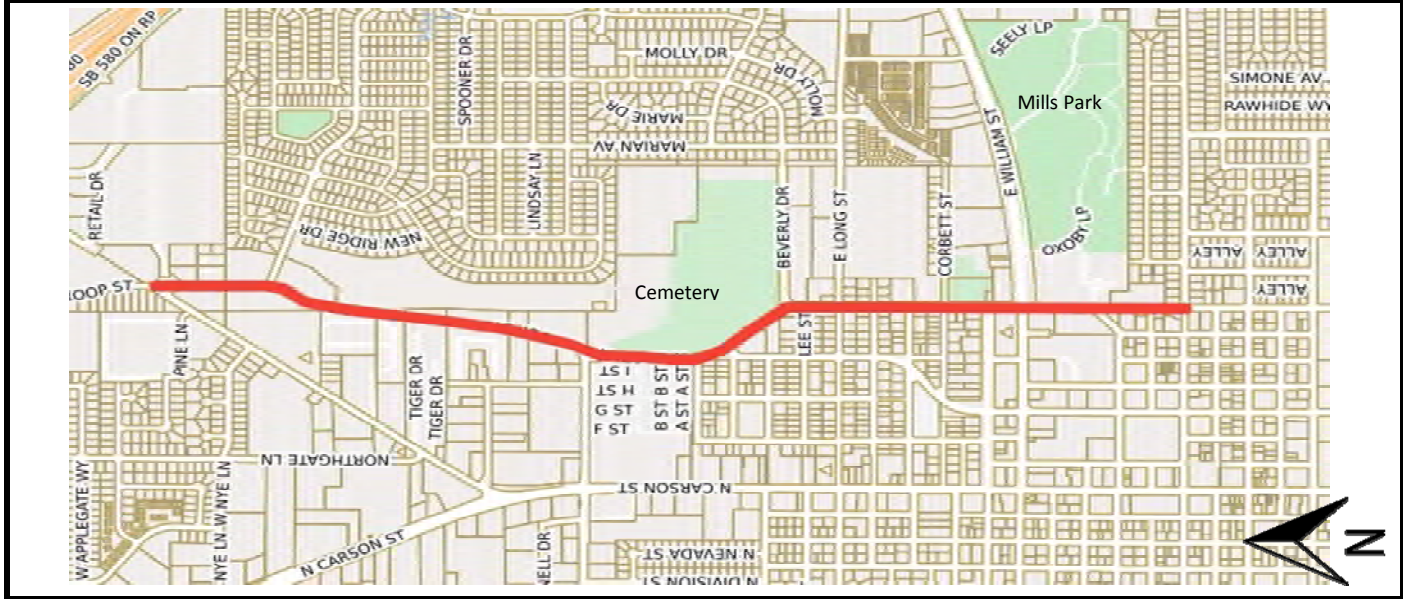 SB 580 ON RP
SPOONER DR
MOLLY DR
MOLLY DR
SEELY LP
SIMONE AV
Mills Park
RAWHIDE WY
MARIE DR
MARIAN AV
E WILLIAM ST
RETAIL DR
LINDSAY LN
NEW RIDGE DR
BEVERLY DR
E LONG ST
CORBETT ST
OXOBY LP
ALLEY
ALLEY
ALLEY
Cemetery
LOOP ST
PINE LN
LEE ST
TIGER DR
TIGER DR
I ST
H ST
G ST
F ST
B ST
B ST
A ST
A ST
NORTHGATE LN
W APPLEGATE WY
NYE LN
W NYE LN
N CARSON ST
N CARSON ST
N NEVADA ST
N DIVISION ST
N